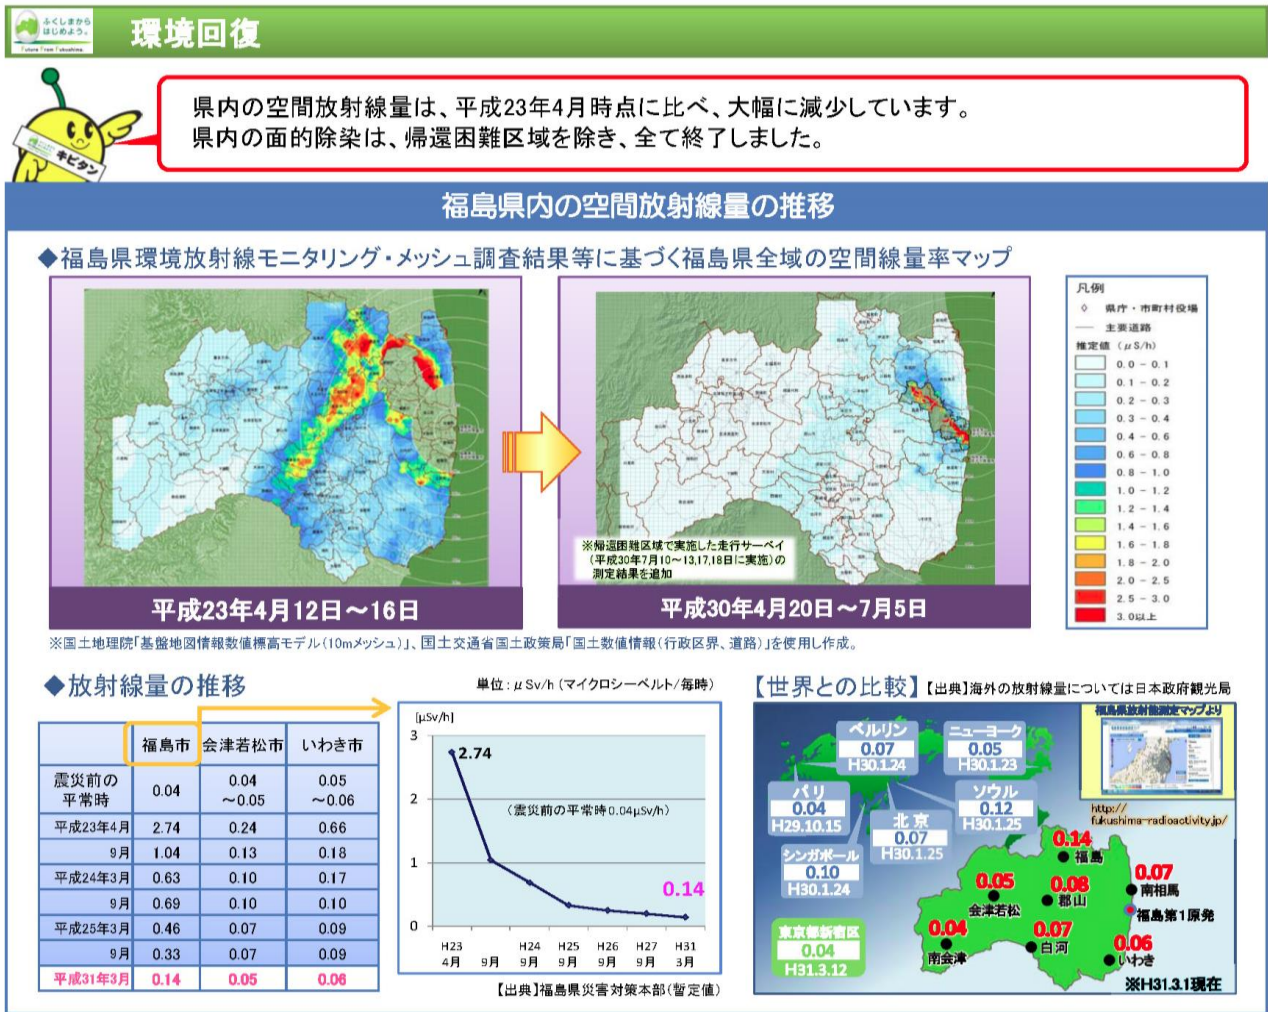 ふくしまから
はじめよう。
Future From Fukushima.
環境回復
県内の空間放射線量は、平成23年4月時点に比べ、大幅に減少しています。
県内の面的除染は、帰還困難区域を除き、全て終了しました。
キビタン
福島県内の空間放射線量の推移
◆福島県環境放射線モニタリング・メッシュ調査結果等に基づく福島県全域の空間線量率マップ
※帰還困難区域で実施した走行サーベイ
(平成30年7月10～13,17,18日に実施)の
測定結果を追加
平成23年4月12日～16日
平成30年4月20日～7月5日
凡例
◇ 県庁・市町村役場
主要道路
推定値 (μS/h)
0.0 - 0.1
0.1 - 0.2
0.2 - 0.3
0.3 - 0.4
0.4 - 0.6
0.6 - 0.8
0.8 - 1.0
1.0 - 1.2
1.2 - 1.4
1.4 - 1.6
1.6 - 1.8
1.8 - 2.0
2.0 - 2.5
2.5 - 3.0
3.0以上
※国土地理院「基盤地図情報数値標高モデル(10mメッシュ)」、国土交通省国土政策局「国土数値情報(行政区界、道路)」を使用し作成。
◆放射線量の推移
福島市 会津若松市 いわき市
震災前の平常時 0.04 0.04～0.05 0.05～0.06
平成23年4月 2.74 0.24 0.66
9月 1.04 0.13 0.18
平成24年3月 0.63 0.10 0.17
9月 0.69 0.10 0.10
平成25年3月 0.46 0.07 0.09
9月 0.33 0.07 0.09
平成31年3月 0.14 0.05 0.06
単位:μSv/h(マイクロシーベルト/毎時)
[μSv/h]
3
2
1
0
2.74
(震災前の平常時0.04μSv/h)
0.14
H23 H24 H25 H26 H27 H31
4月 9月 9月 9月 9月 9月 3月
【出典】福島県災害対策本部(暫定値)
【世界との比較】【出典】海外の放射線量については日本政府観光局
福島県放射能測定マップより
http://
fukushima-radioactivity.jp/
ベルリン
0.07
H30.1.24
ニューヨーク
0.05
H30.1.23
パリ
0.04
H29.10.15
ソウル
0.12
H30.1.25
北京
0.07
H30.1.25
シンガポール
0.10
H30.1.24
東京都新宿区
0.04
H31.3.12
0.14
福島
0.07
南相馬
0.05
会津若松
0.08
郡山
福島第1原発
0.04
南会津
0.07
白河
0.06
いわき
※H31.3.1現在